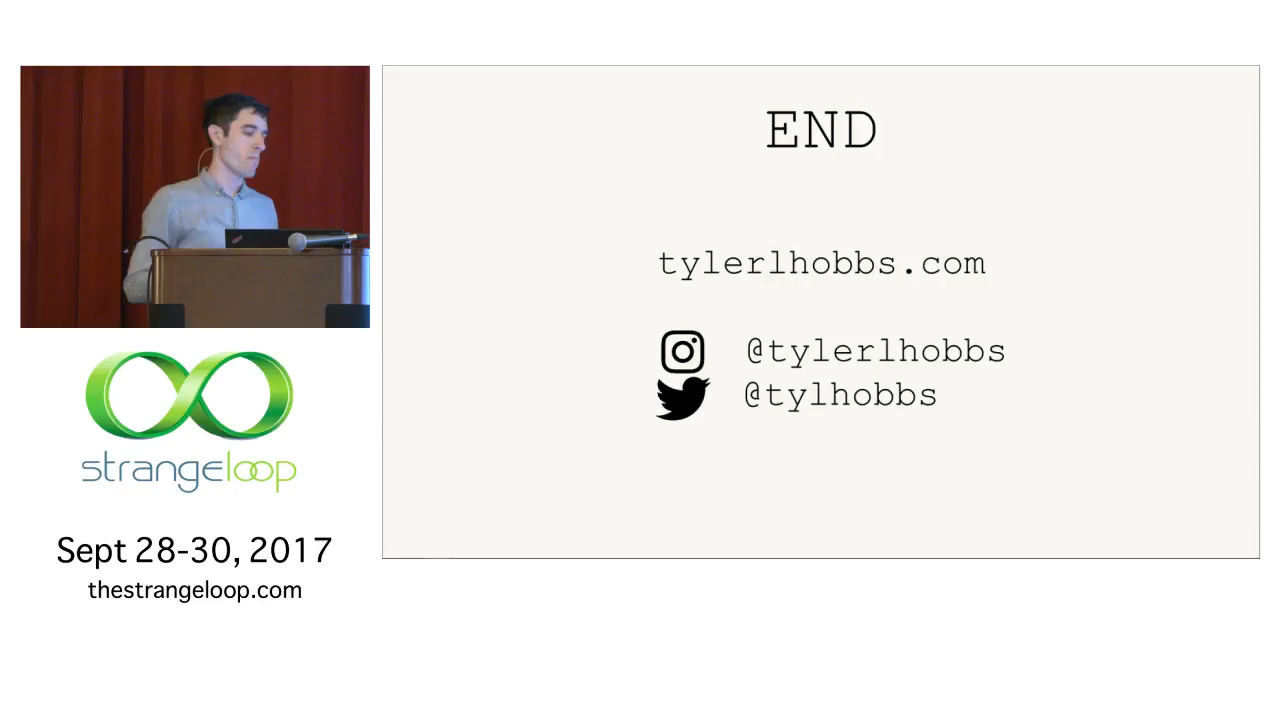 END
tylerlhobbs.com
@tylerlhobbs
@tylhobbs
strangeloop
Sept 28-30, 2017
thestrangeloop.com